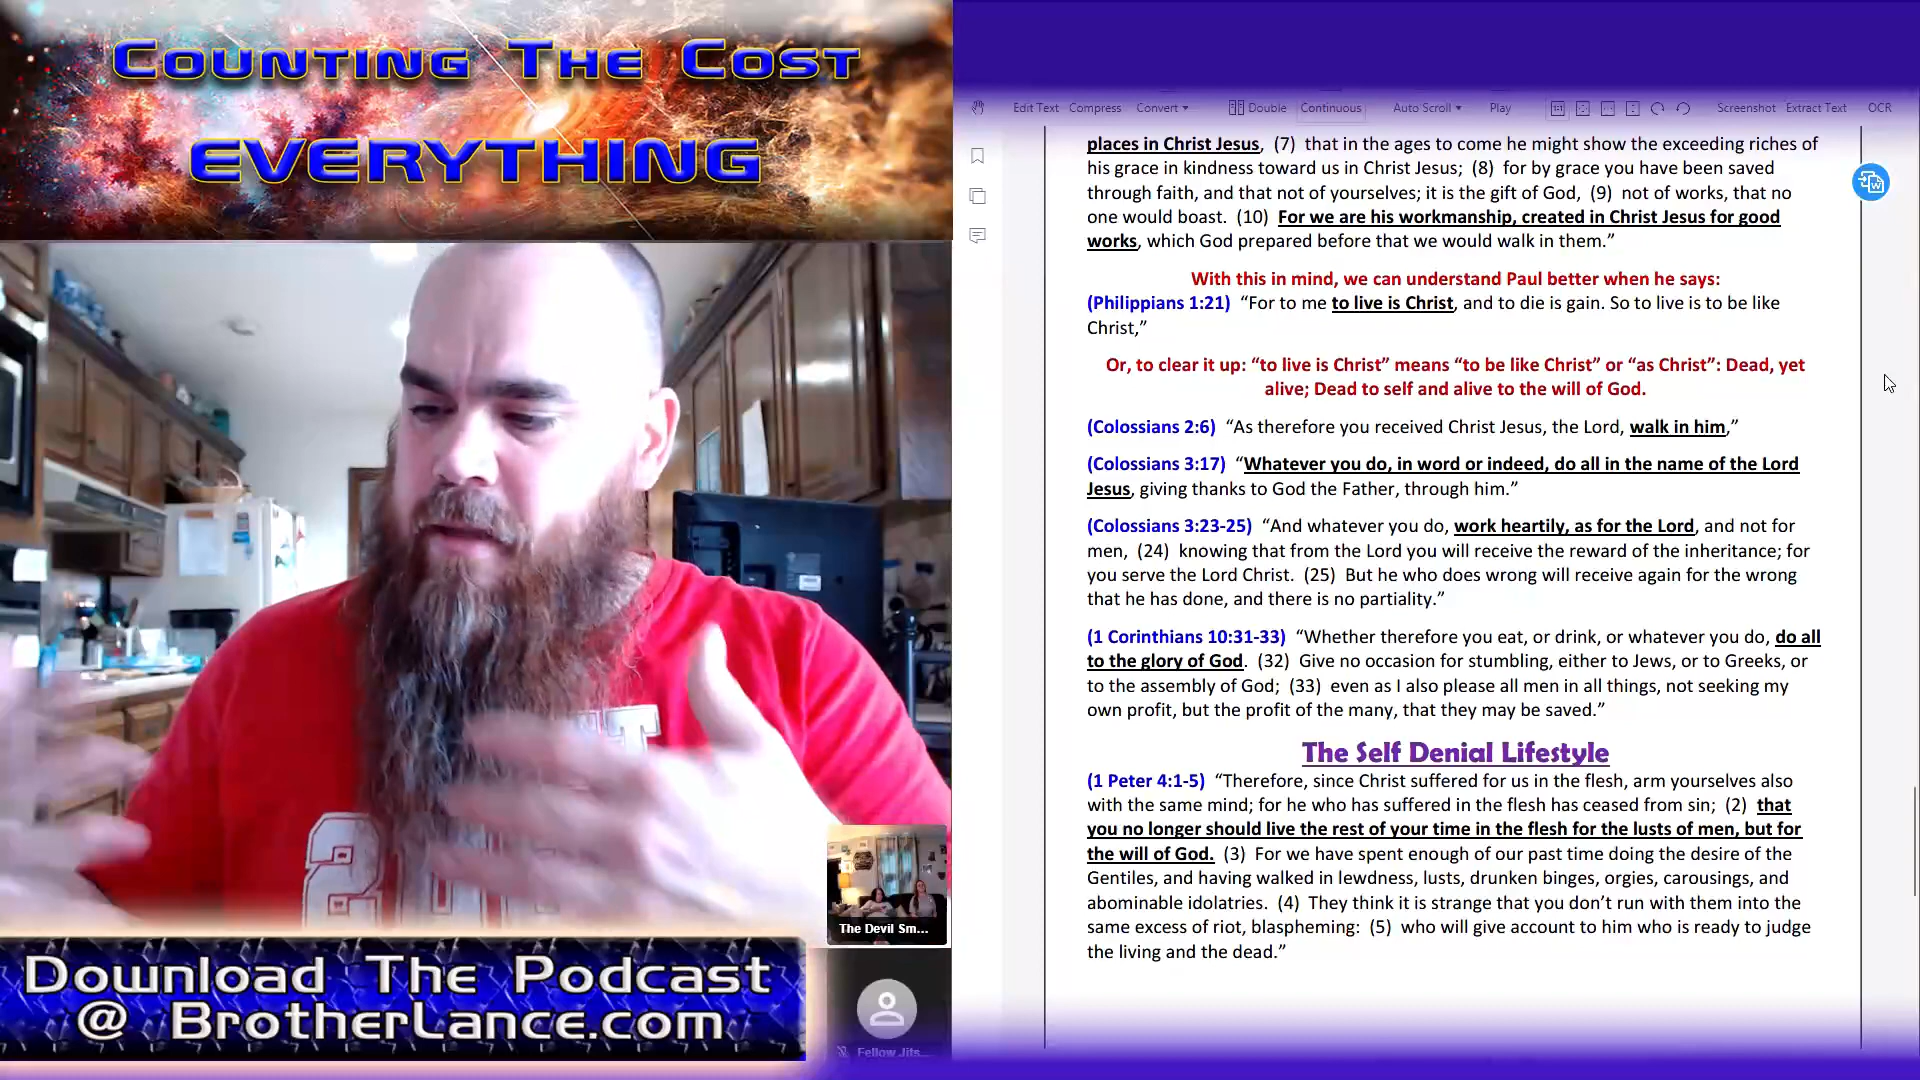 Counting The Cost
EVERYTHING
Edit Text Compress Convert Double Continuous Auto Scroll Play Screenshot Extract Text OCR
places in Christ Jesus, (7) that in the ages to come he might show the exceeding riches of
his grace in kindness toward us in Christ Jesus; (8) for by grace you have been saved
through faith, and that not of yourselves; it is the gift of God, (9) not of works, that no
one would boast. (10) For we are his workmanship, created in Christ Jesus for good
works, which God prepared before that we would walk in them.”
With this in mind, we can understand Paul better when he says:
(Philippians 1:21) “For to me to live is Christ, and to die is gain. So to live is to be like
Christ,”
Or, to clear it up: “to live is Christ” means “to be like Christ” or “as Christ”: Dead, yet
alive; Dead to self and alive to the will of God.
(Colossians 2:6) “As therefore you received Christ Jesus, the Lord, walk in him,”
(Colossians 3:17) “Whatever you do, in word or indeed, do all in the name of the Lord
Jesus, giving thanks to God the Father, through him.”
(Colossians 3:23-25) “And whatever you do, work heartily, as for the Lord, and not for
men, (24) knowing that from the Lord you will receive the reward of the inheritance; for
you serve the Lord Christ. (25) But he who does wrong will receive again for the wrong
that he has done, and there is no partiality.”
(1 Corinthians 10:31-33) “Whether therefore you eat, or drink, or whatever you do, do all
to the glory of God. (32) Give no occasion for stumbling, either to Jews, or to Greeks, or
to the assembly of God; (33) even as I also please all men in all things, not seeking my
own profit, but the profit of the many, that they may be saved.”
The Self Denial Lifestyle
(1 Peter 4:1-5) “Therefore, since Christ suffered for us in the flesh, arm yourselves also
with the same mind; for he who has suffered in the flesh has ceased from sin; (2) that
you no longer should live the rest of your time in the flesh for the lusts of men, but for
the will of God. (3) For we have spent enough of our past time doing the desire of the
Gentiles, and having walked in lewdness, lusts, drunken binges, orgies, carousings, and
abominable idolatries. (4) They think it is strange that you don’t run with them into the
same excess of riot, blaspheming: (5) who will give account to him who is ready to judge
the living and the dead.”
The Devil Sm...
Fellow Jits...
Download The Podcast
@ BrotherLance.com